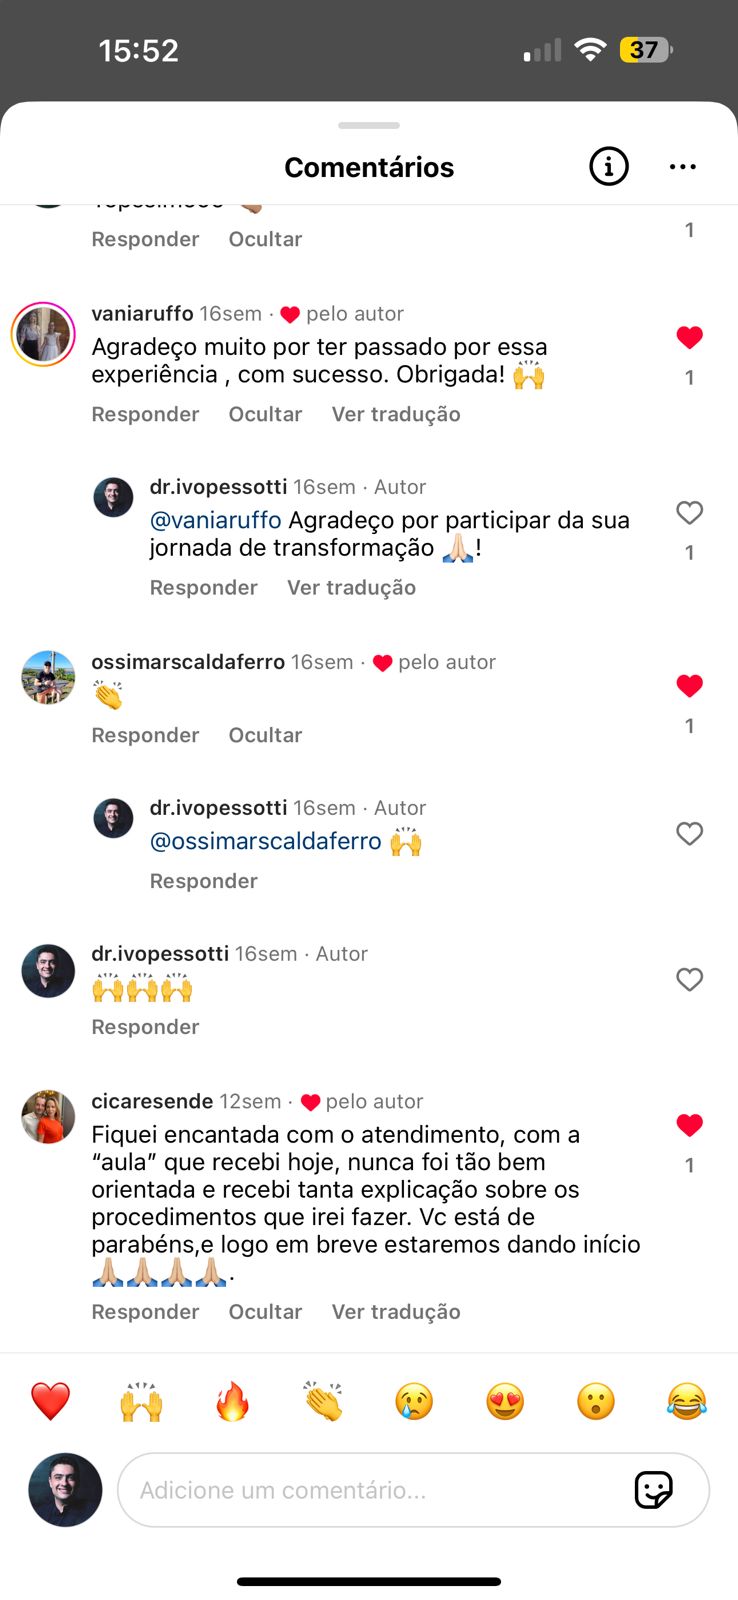 15:52
37
Comentários
Responder Ocultar
1
vaniaruffo 16sem · ❤️ pelo autor
Agradeço muito por ter passado por essa
experiência , com sucesso. Obrigada! 🙌
1
Responder Ocultar Ver tradução
dr.ivopessotti 16sem · Autor
@vaniaruffo Agradeço por participar da sua
jornada de transformação 🙏🏻!
1
Responder Ver tradução
ossimarscaldaferro 16sem · ❤️ pelo autor
👏
1
Responder Ocultar
dr.ivopessotti 16sem · Autor
@ossimarscaldaferro 🙌
Responder
dr.ivopessotti 16sem · Autor
🙌🙌🙌
Responder
cicaresende 12sem · ❤️ pelo autor
Fiquei encantada com o atendimento, com a
“aula” que recebi hoje, nunca foi tão bem
orientada e recebi tanta explicação sobre os
procedimentos que irei fazer. Vc está de
parabéns,e logo em breve estaremos dando início
🙏🏼🙏🏼🙏🏼🙏🏼.
1
Responder Ocultar Ver tradução
Adicione um comentário...